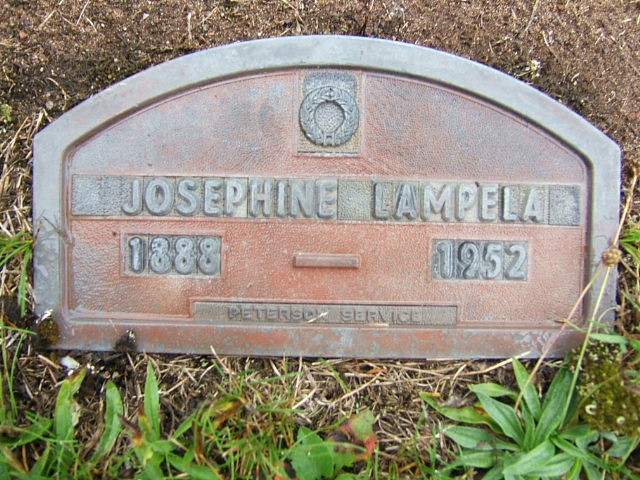 JOSEPHINE LAMPELA
1888 — 1952
PETERSON SERVICE